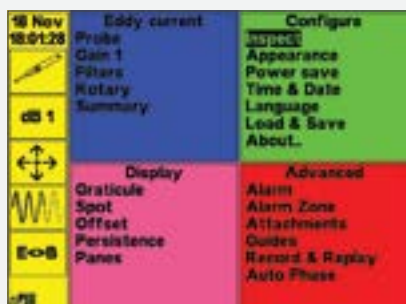 18 Nov
18:01:28
dB 1
E<>B
Eddy current
Probe
Gain 1
Filters
Rotary
Summary
Configure
Inspect
Appearance
Power save
Time & Date
Language
Load & Save
About..
Display
Graticule
Spot
Offset
Persistence
Panes
Advanced
Alarm
Alarm Zone
Attachments
Guides
Record & Replay
Auto Phase